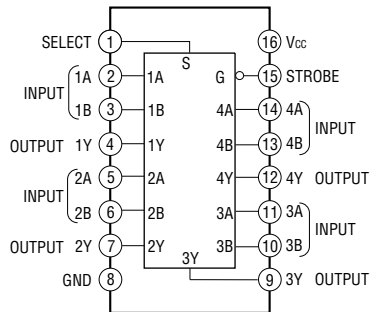 SELECT 1 S 16 Vcc
1A 2 1A G 15 STROBE
INPUT
1B 3 1B 4A 14 4A
INPUT
OUTPUT 1Y 4 1Y 4B 13 4B
2A 5 2A 4Y 12 4Y OUTPUT
INPUT
2B 6 2B 3A 11 3A
INPUT
OUTPUT 2Y 7 2Y 3B 10 3B
GND 8 3Y 9 3Y OUTPUT